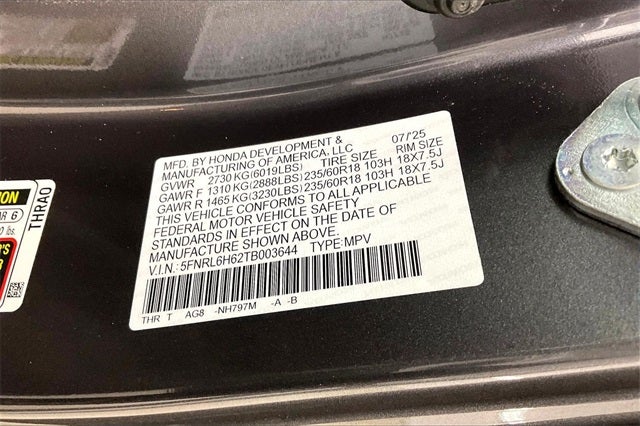 MFD. BY HONDA DEVELOPMENT & 07/25
MANUFACTURING OF AMERICA, LLC
GVWR 2730 KG(6019LBS) TIRE SIZE RIM SIZE
GAWR F 1310 KG(2888LBS)235/60R18 103H 18X7.5J
GAWR R 1465 KG(3230LBS)235/60R18 103H 18X7.5J
THIS VEHICLE CONFORMS TO ALL APPLICABLE
FEDERAL MOTOR VEHICLE SAFETY
STANDARDS IN EFFECT ON THE DATE OF
MANUFACTURE SHOWN ABOVE.
V.I.N.: 5FNRL6H62TB003644 TYPE:MPV
THR T AG8 -NH797M -A -B
THRA0
6